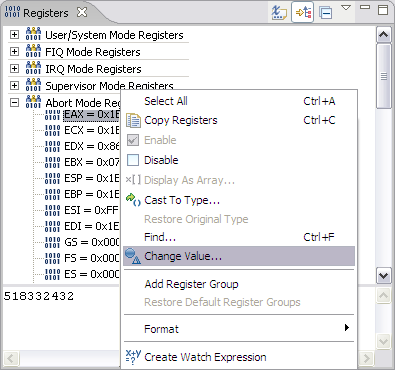 Registers
User/System Mode Registers
FIQ Mode Registers
IRQ Mode Registers
Supervisor Mode Registers
Abort Mode Reg
EAX = 0x1E
ECX = 0x1E
EDX = 0x86
EBX = 0x07
ESP = 0x1E
EBP = 0x1E
ESI = 0xFF
EDI = 0x1E
GS = 0x000
FS = 0x000
ES = 0x000
518332432
Select All Ctrl+A
Copy Registers Ctrl+C
Enable
Disable
Display As Array...
Cast To Type...
Restore Original Type
Find... Ctrl+F
Change Value...
Add Register Group
Restore Default Register Groups
Format
Create Watch Expression